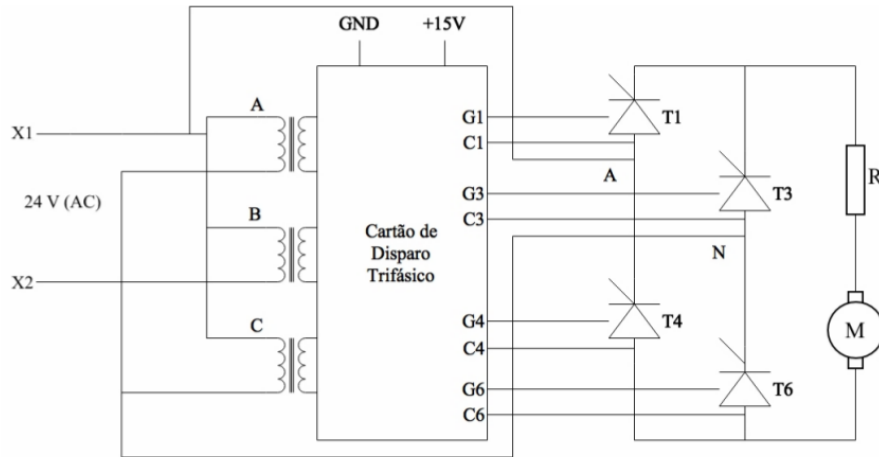 GND
+15V
A
X1
G1
T1
C1
A
G3
T3
R
C3
24 V (AC)
B
Cartão de
Disparo
Trifásico
N
X2
C
G4
T4
M
C4
G6
T6
C6